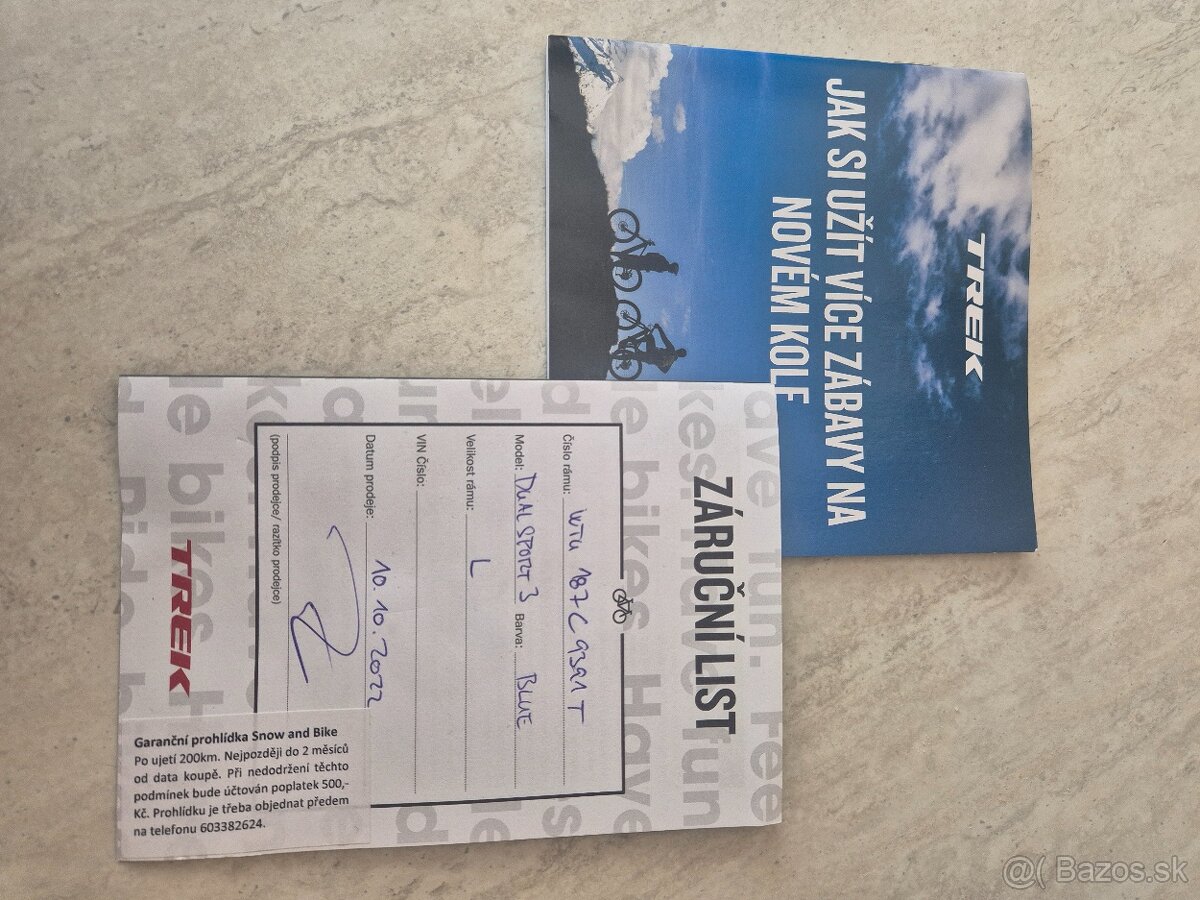 TREK
JAK SI UŽÍT VÍCE ZÁBAVY NA
NOVÉM KOLE
ZÁRUČNÍ LIST
Číslo rámu: WTU 187C9391T
Model: DUAL SPORT 3 Barva: BLUE
Velikost rámu: L
VIN Číslo:
Datum prodeje: 10.10.2022
(podpis prodejce/ razítko prodejce)
TREK
Garanční prohlídka Snow and Bike
Po ujetí 200km. Nejpozději do 2 měsíců
od data koupě. Při nedodržení těchto
podmínek bude účtován poplatek 500,-
Kč. Prohlídku je třeba objednat předem
na telefonu 603382624.
@( Bazos.sk